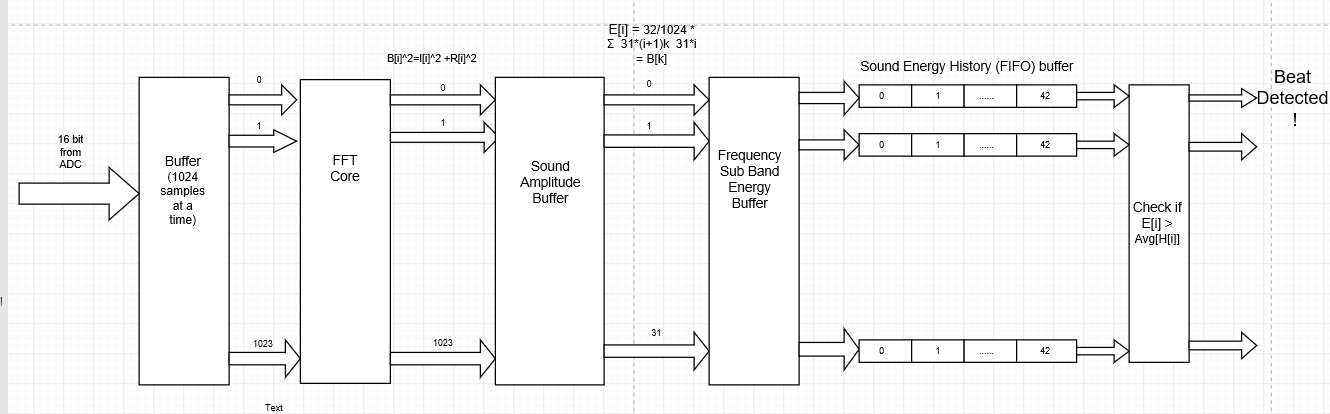 E[i] = 32/1024 *
Σ 31*(i+1)k 31*i
= B[k]
B[i]^2=I[i]^2 +R[i]^2
Sound Energy History (FIFO) buffer
Beat
Detected
!
16 bit
from
ADC
Buffer
(1024
samples
at a
time)
0
1
1023
FFT
Core
0
1
1023
Sound
Amplitude
Buffer
0
1
31
Frequency
Sub Band
Energy
Buffer
0 1 ...... 42
0 1 ...... 42
0 1 ...... 42
Check if
E[i] >
Avg[H[i]]
Text